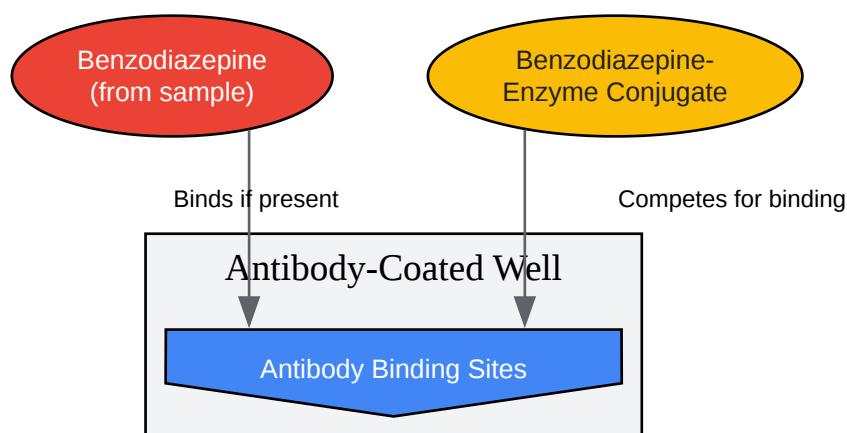 Benzodiazepine
(from sample)
Benzodiazepine-
Enzyme Conjugate
Binds if present
Competes for binding
Antibody-Coated Well
Antibody Binding Sites